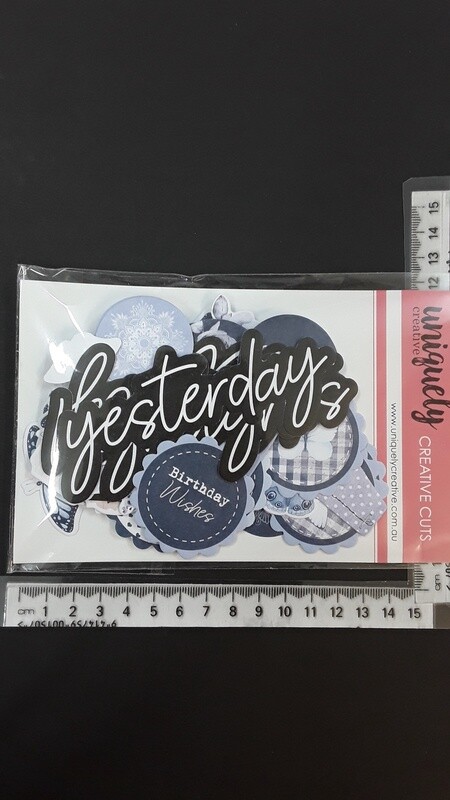 yesterday
Birthday
Wishes
uniquely
creative
CREATIVE CUTS
www.uniquelycreative.com.au
15
14
13
12
cm 1 2 3 4 5 6 7 8 9 10 11 12 13 14 15